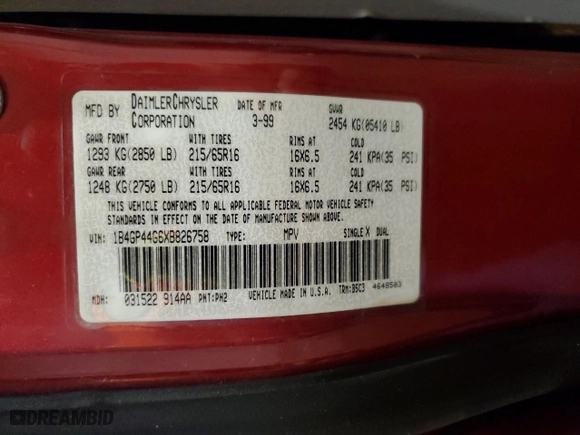 MFD BY DAIMLERCHRYSLER CORPORATION DATE OF MFR 3-99 GVWR 2454 KG(05410 LB)
GAWR FRONT WITH TIRES RIMS AT COLD
1293 KG(2850 LB) 215/65R16 16X6.5 241 KPA(35 PSI)
GAWR REAR WITH TIRES RIMS AT COLD
1248 KG(2750 LB) 215/65R16 16X6.5 241 KPA(35 PSI)
THIS VEHICLE CONFORMS TO ALL APPLICABLE FEDERAL MOTOR VEHICLE SAFETY
STANDARDS IN EFFECT ON THE DATE OF MANUFACTURE SHOWN ABOVE.
VIN: 1B4GP44G6XB826758 TYPE: MPV SINGLE X DUAL
MDH: 031522 914AA PNT:PH2 VEHICLE MADE IN U.S.A. TRM:B5C3 4648503
DREAMBID